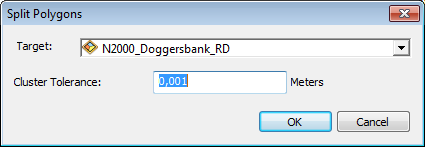 Split Polygons
Target: N2000_Doggersbank_RD
Cluster Tolerance: 0,001 Meters
OK Cancel